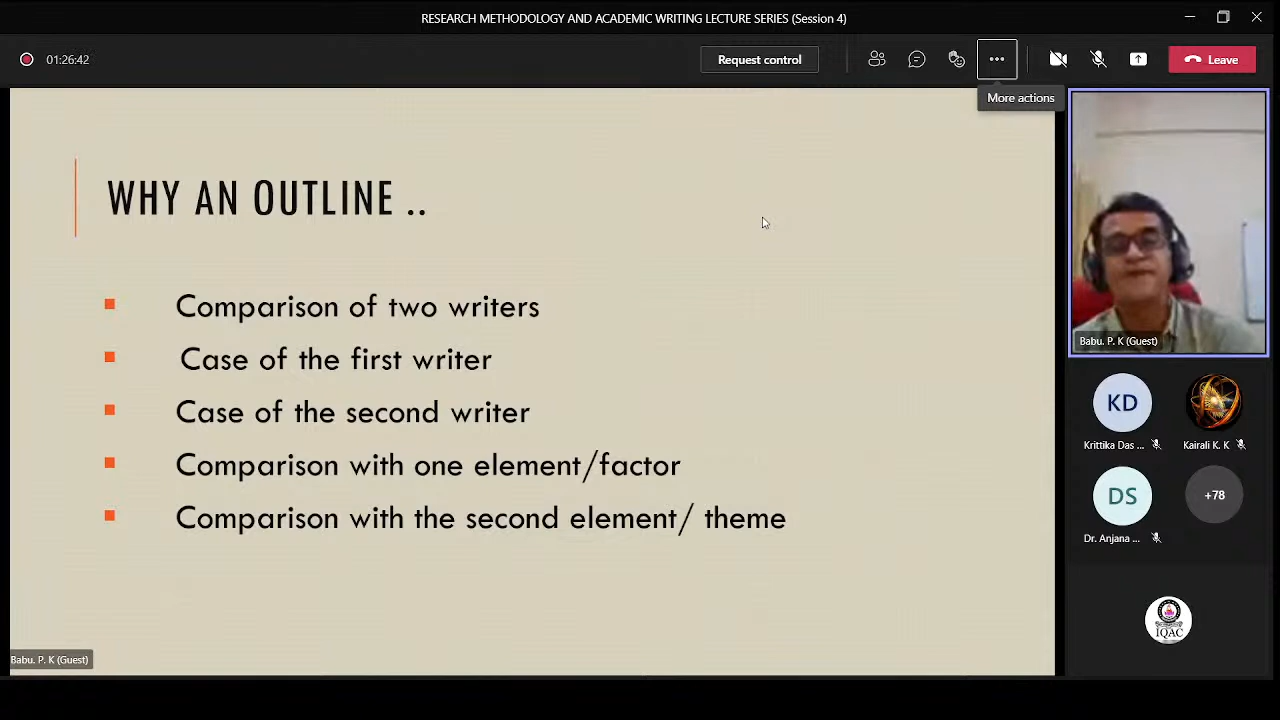 RESEARCH METHODOLOGY AND ACADEMIC WRITING LECTURE SERIES (Session 4)
01:26:42
Request control
Leave
More actions
WHY AN OUTLINE ..
Comparison of two writers
Case of the first writer
Case of the second writer
Comparison with one element/factor
Comparison with the second element/ theme
Babu. P. K (Guest)
KD
Krittika Das ...
Kairali K. K
DS
+78
Dr. Anjana ...
IQAC
Babu. P. K (Guest)